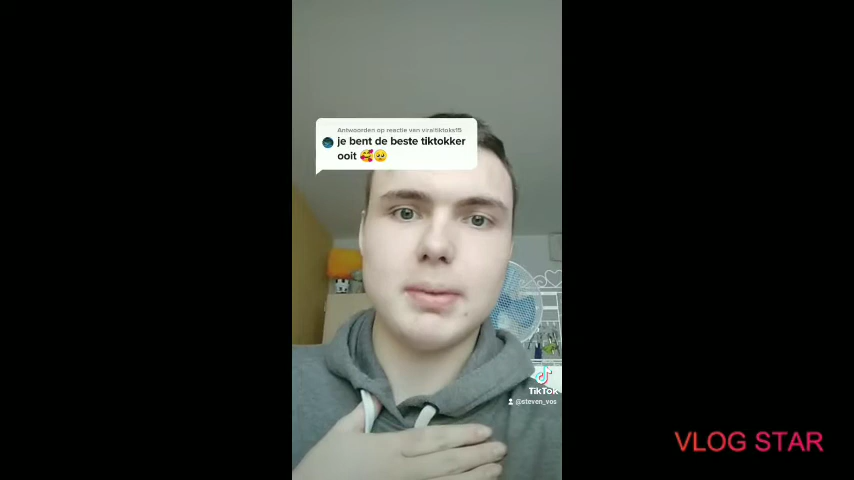 Antwoorden op reactie van viraltiktoks15
je bent de beste tiktokker
ooit 🥰🥺
TikTok
@steven_vos
VLOG STAR